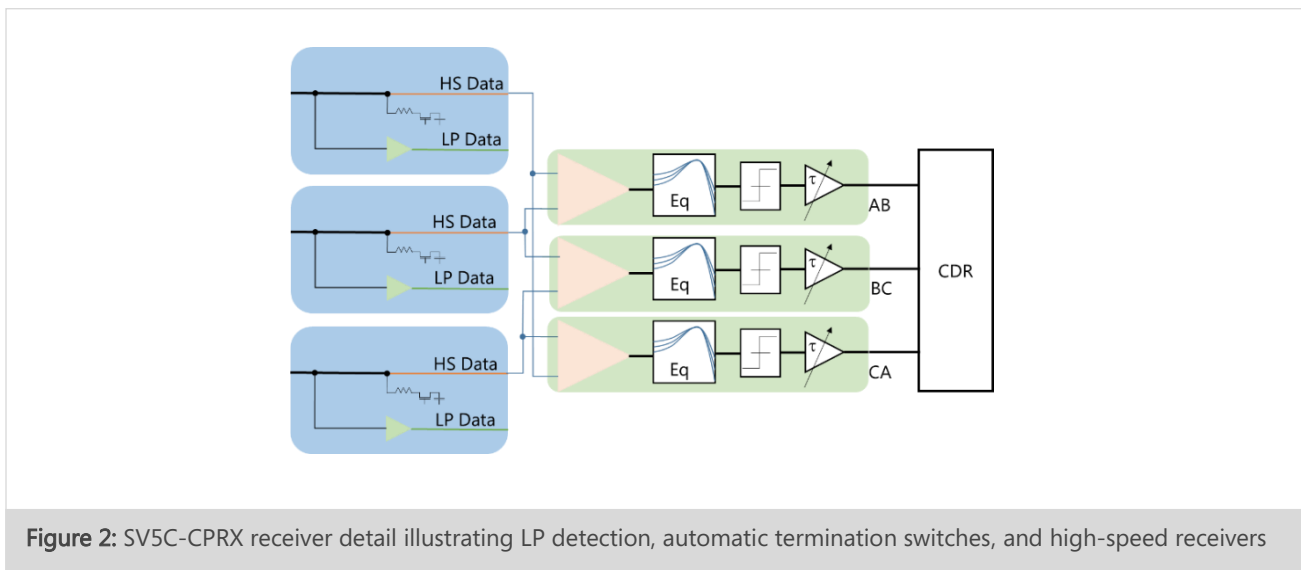 HS Data
LP Data
HS Data
LP Data
HS Data
LP Data
Eq
τ
AB
Eq
τ
BC
Eq
τ
CA
CDR
Figure 2: SV5C-CPRX receiver detail illustrating LP detection, automatic termination switches, and high-speed receivers